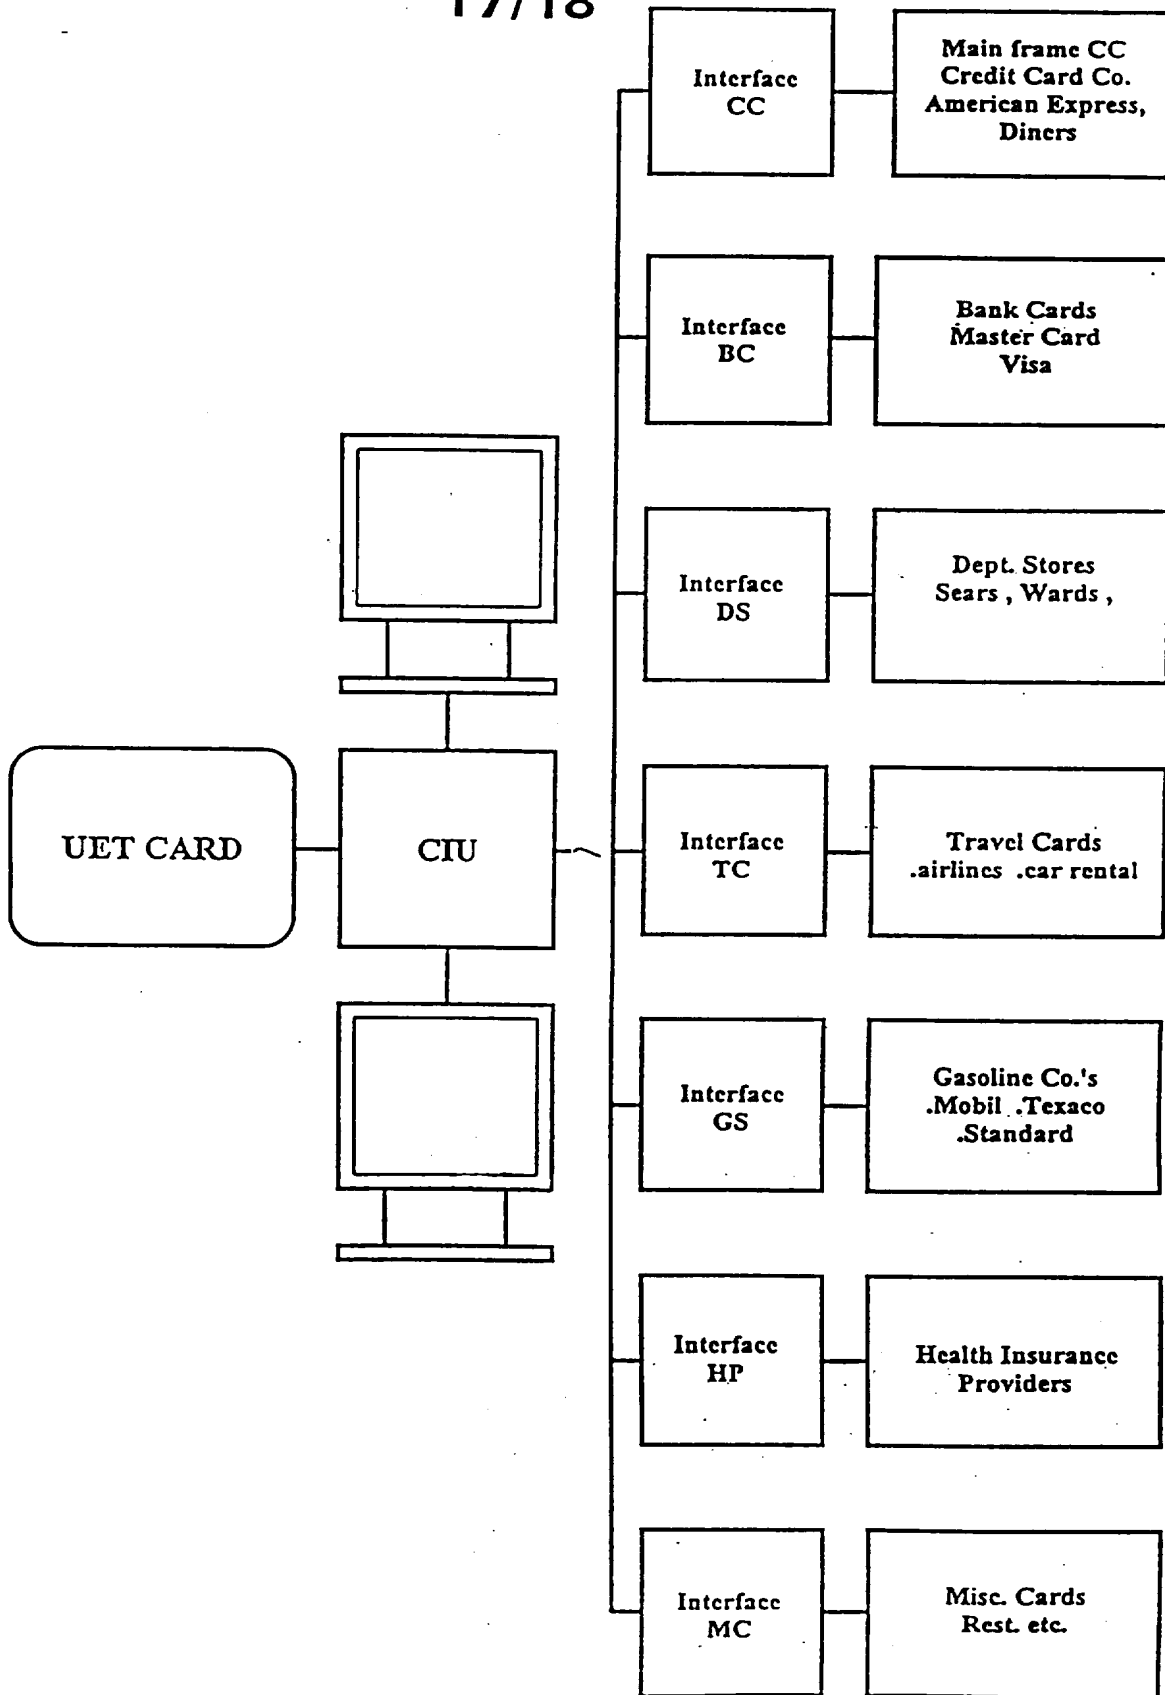 17/18
Interface
CC
Main frame CC
Credit Card Co.
American Express,
Diners
Interface
BC
Bank Cards
Master Card
Visa
Interface
DS
Dept. Stores
Sears , Wards ,
UET CARD
CIU
Interface
TC
Travel Cards
.airlines .car rental
Interface
GS
Gasoline Co.'s
.Mobil .Texaco
.Standard
Interface
HP
Health Insurance
Providers
Interface
MC
Misc. Cards
Rest. etc.